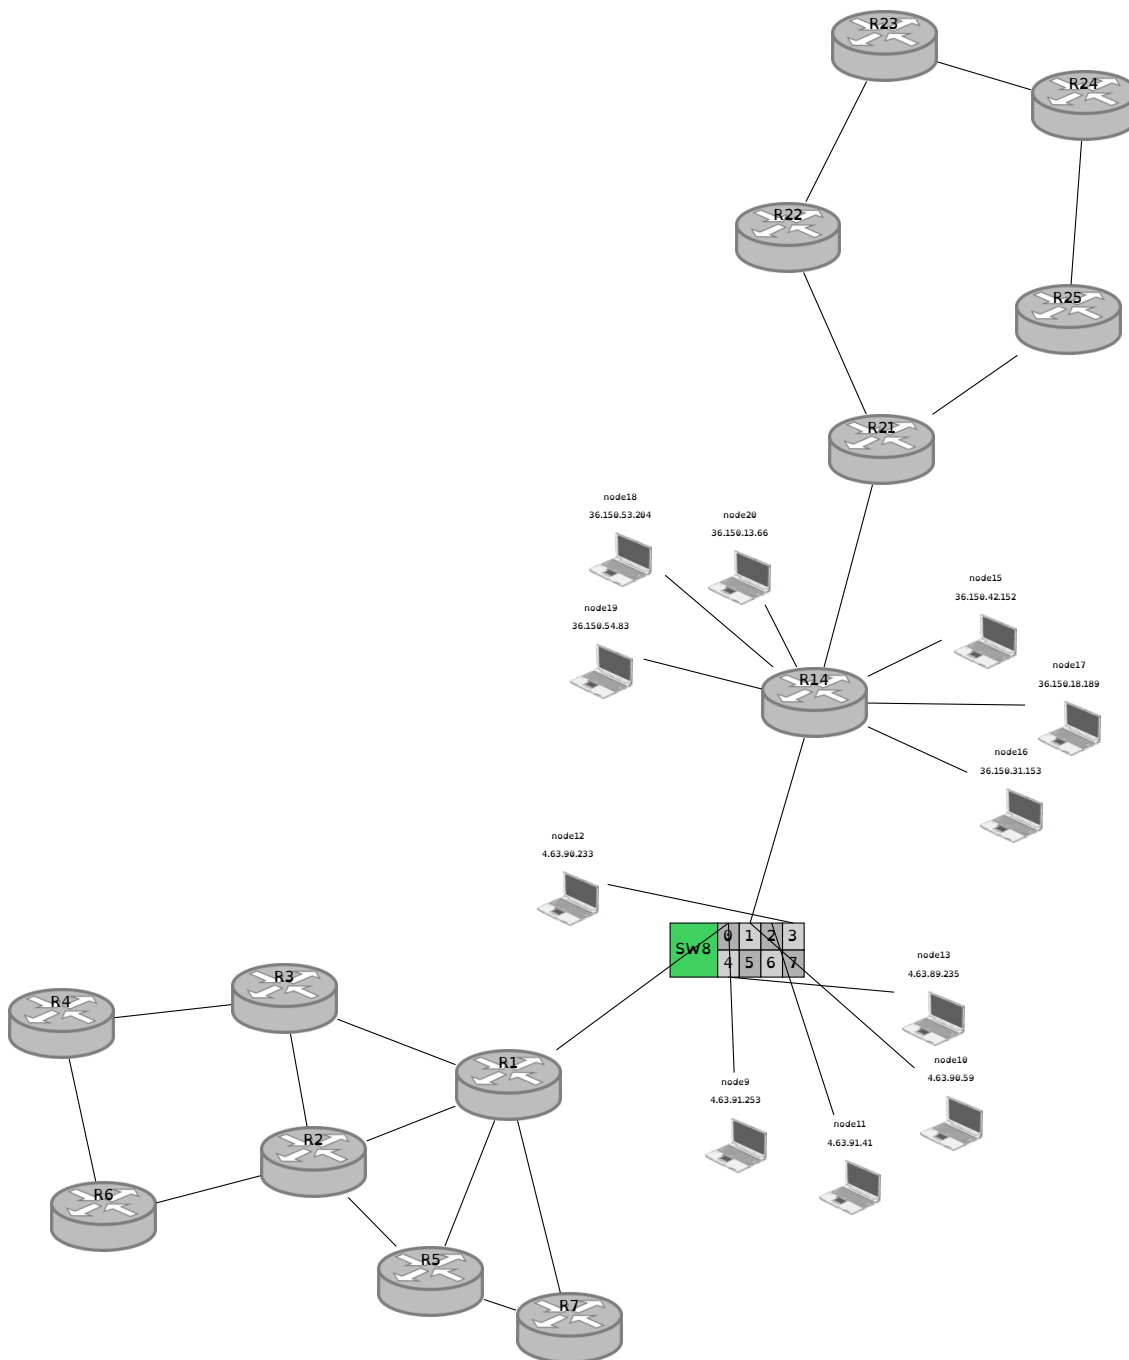 R23
R24
R22
R25
R21
node18
36.150.53.204
node20
36.150.13.66
node15
36.150.42.152
node19
36.150.54.83
node17
36.150.18.189
R14
node16
36.150.31.153
node12
4.63.90.233
SW8
0 1 2 3
4 5 6 7
node13
4.63.89.235
R3
R4
R1
node10
4.63.90.59
node9
4.63.91.253
node11
4.63.91.41
R2
R6
R5
R7